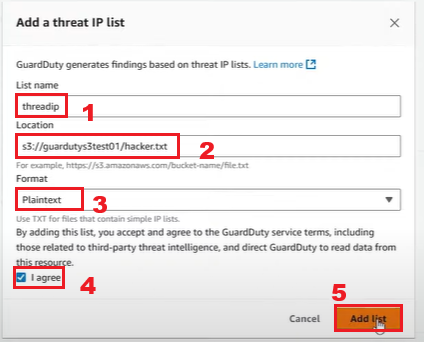 Add a threat IP list
GuardDuty generates findings based on threat IP lists. Learn more
List name
threadip
1
Location
s3://guardutys3test01/hacker.txt
2
For example, https://s3.amazonaws.com/bucket-name/file.txt
Format
Plaintext
3
Use TXT for files that contain simple IP lists.
By adding this list, you accept and agree to the GuardDuty service terms, including
those related to third-party threat intelligence, and direct GuardDuty to read data from
this resource.
I agree
4
5
Cancel
Add list